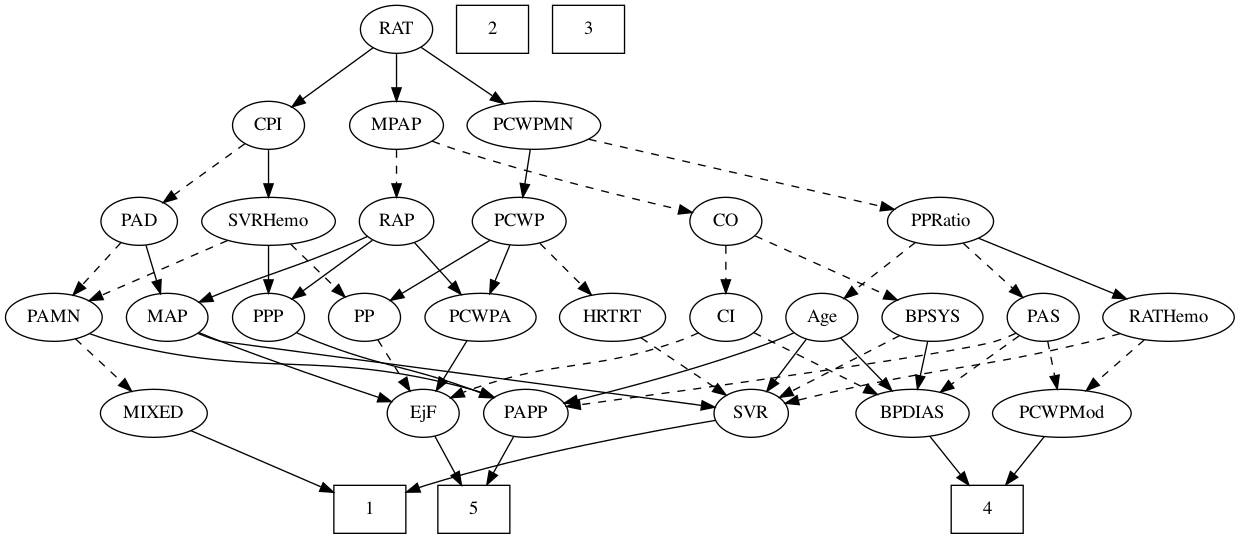 RAT 2 3
CPI MPAP PCWPMN
PAD SVRHemo RAP PCWP CO PPRatio
PAMN MAP PPP PP PCWPA HRTRT CI Age BPSYS PAS RATHemo
MIXED EjF PAPP SVR BPDIAS PCWPMod
1 5 4